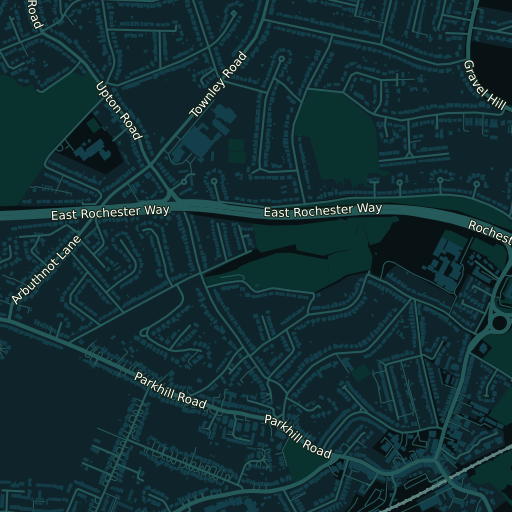 Road
Gravel Hill
Townley Road
Upton Road
East Rochester Way
East Rochester Way
Rochest
Arbuthnot Lane
Parkhill Road
Parkhill Road